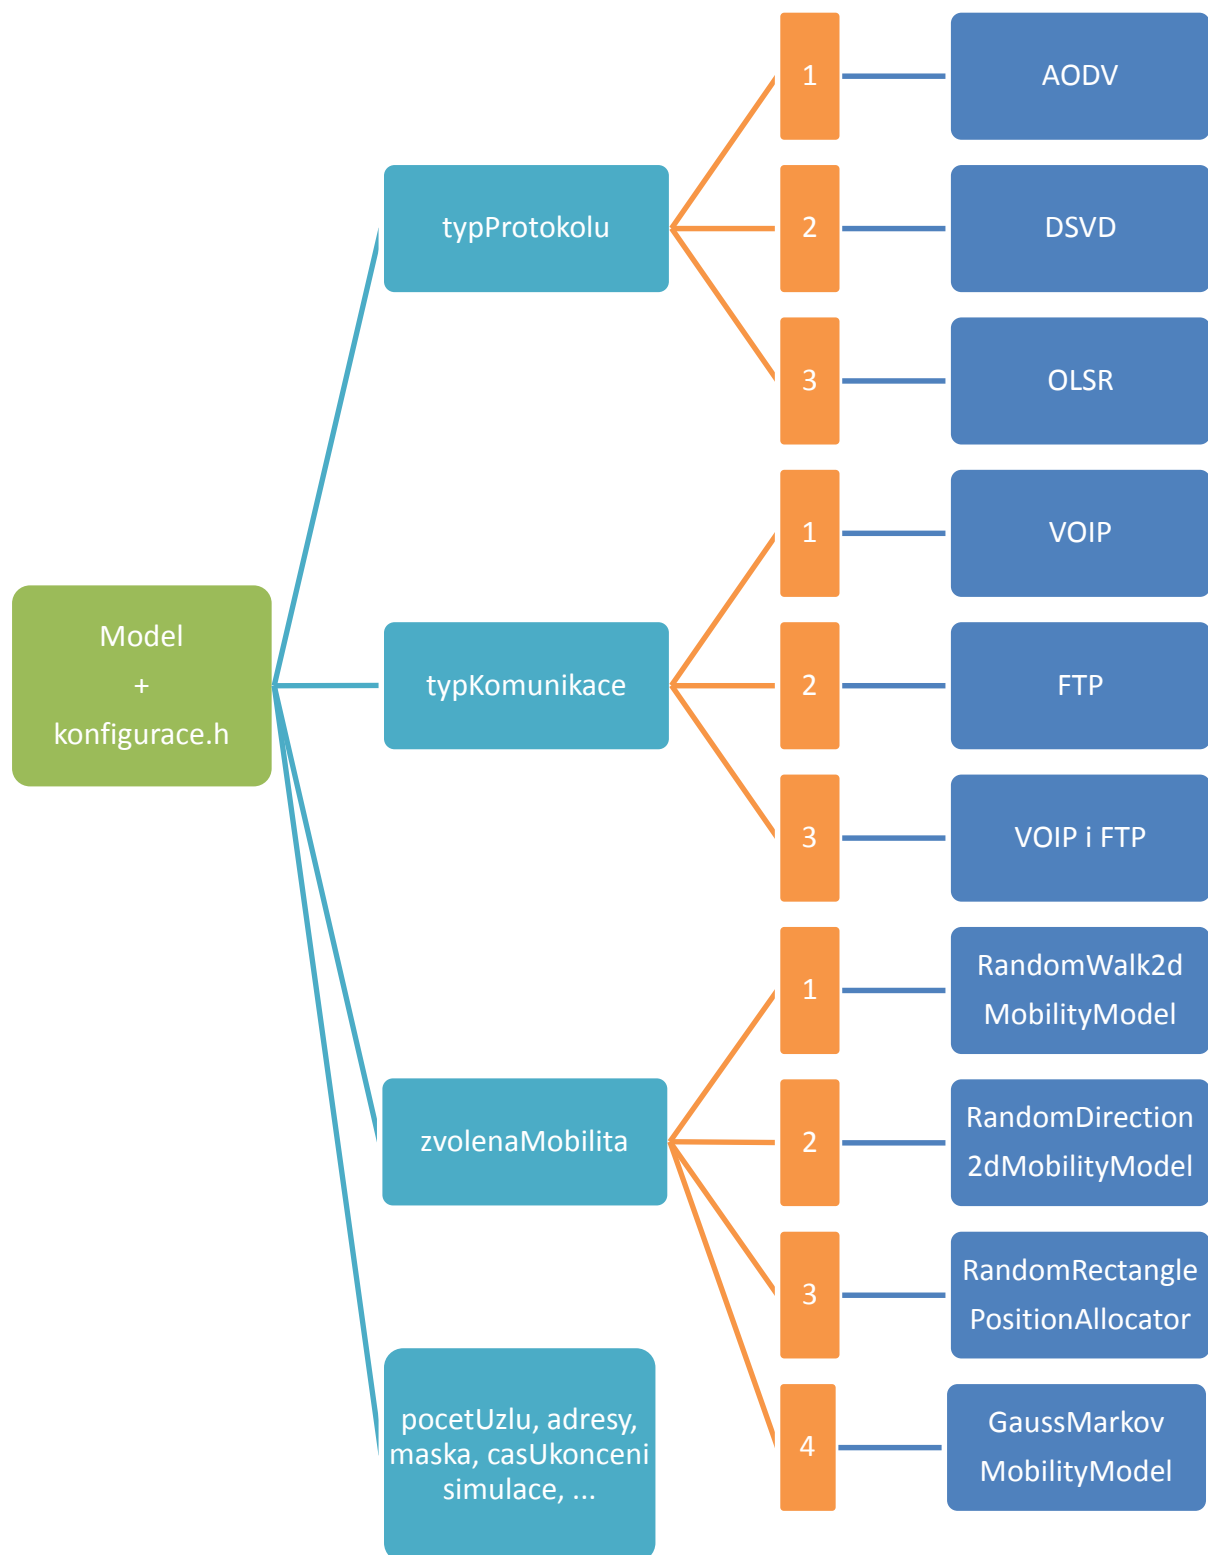 Model
+
konfigurace.h
typProtokolu
1
AODV
2
DSVD
3
OLSR
typKomunikace
1
VOIP
2
FTP
3
VOIP i FTP
zvolenaMobilita
1
RandomWalk2d
MobilityModel
2
RandomDirection
2dMobilityModel
3
RandomRectangle
PositionAllocator
4
GaussMarkov
MobilityModel
pocetUzlu, adresy,
maska, casUkonceni
simulace, ...